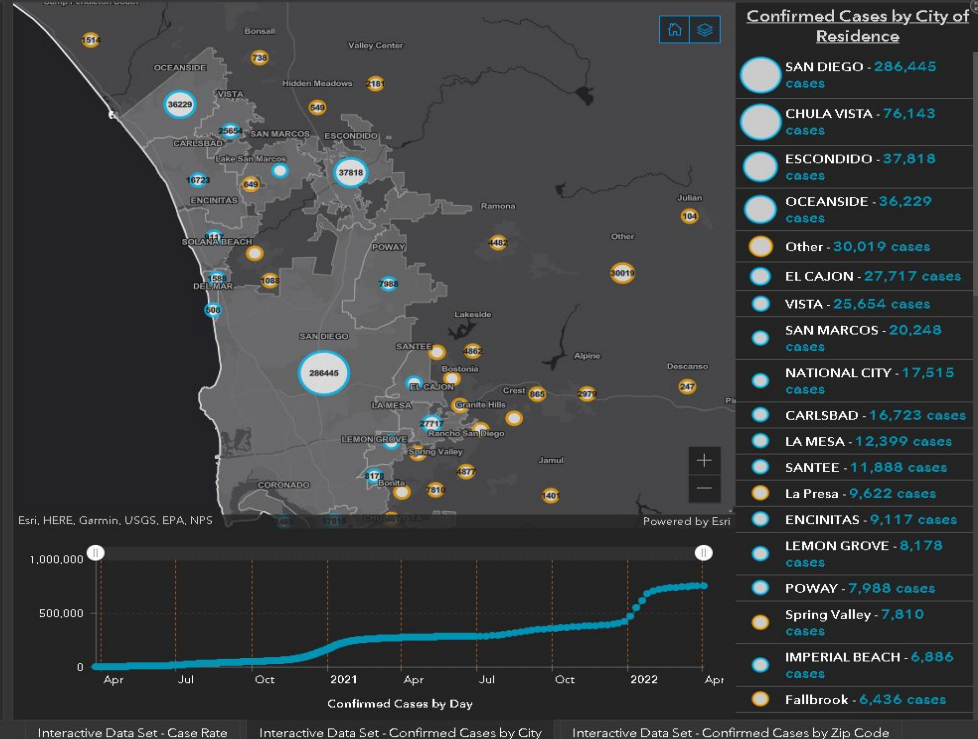 Bonsall
1514
738
Valley Center
OCEANSIDE
2181
Hidden Meadows
VISTA
36229
549
25654
SAN MARCOS
ESCONDIDO
CARLSBAD
Lake San Marcos
37818
16723
649
ENCINITAS
Julian
Ramona
104
SOLANA BEACH
Other
4482
POWAY
30019
1588
1088
7988
DEL MAR
508
Lakeside
SAN DIEGO
SANTEE
4862
Alpine
Bostonia
Descanso
286445
EL CAJON
Crest
865
2979
247
LA MESA
Granite Hills
27717
Rancho San Diego
LEMON GROVE
Spring Valley
Jamul
4877
8178
Bonita
CORONADO
7810
1401
CHULA VISTA
Esri, HERE, Garmin, USGS, EPA, NPS
Powered by Esri
1,000,000
500,000
0
Apr
Jul
Oct
2021
Apr
Jul
Oct
2022
Apr
Confirmed Cases by Day
Confirmed Cases by City of
Residence
SAN DIEGO - 286,445
cases
CHULA VISTA - 76,143
cases
ESCONDIDO - 37,818
cases
OCEANSIDE - 36,229
cases
Other - 30,019 cases
EL CAJON - 27,717 cases
VISTA - 25,654 cases
SAN MARCOS - 20,248
cases
NATIONAL CITY - 17,515
cases
CARLSBAD - 16,723 cases
LA MESA - 12,399 cases
SANTEE - 11,888 cases
La Presa - 9,622 cases
ENCINITAS - 9,117 cases
LEMON GROVE - 8,178
cases
POWAY - 7,988 cases
Spring Valley - 7,810
cases
IMPERIAL BEACH - 6,886
cases
Fallbrook - 6,436 cases
Interactive Data Set - Case Rate
Interactive Data Set - Confirmed Cases by City
Interactive Data Set - Confirmed Cases by Zip Code